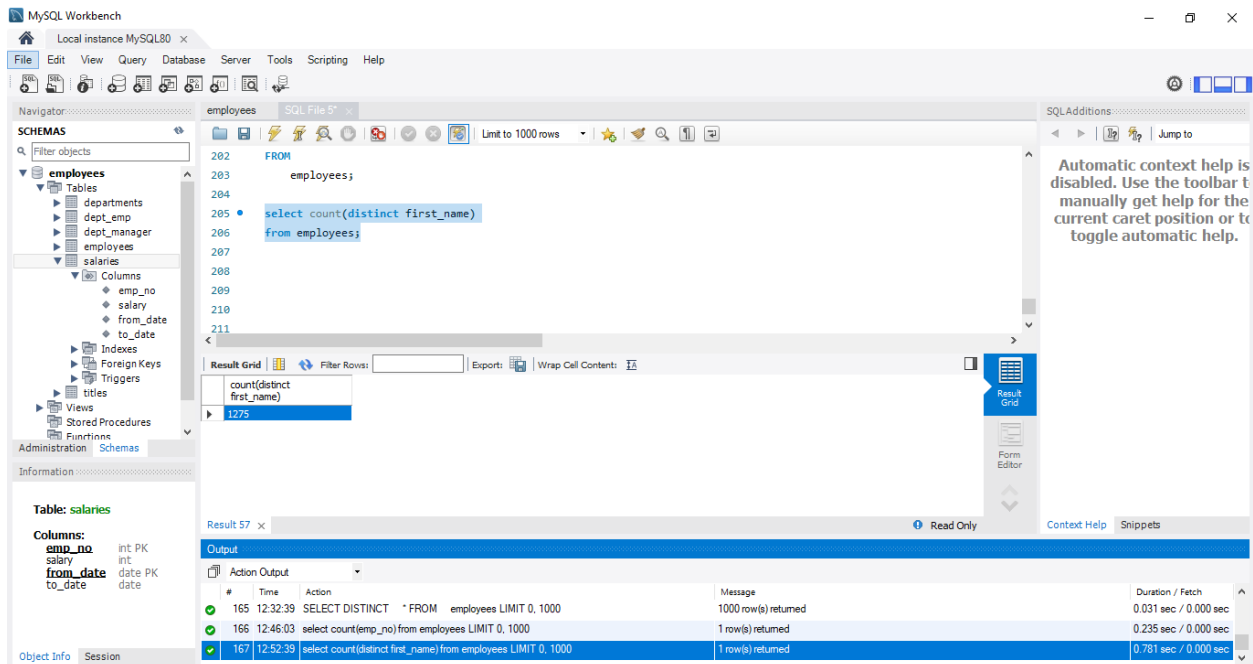 MySQL Workbench
Local instance MySQL80
File Edit View Query Database Server Tools Scripting Help
Navigator
SCHEMAS
Filter objects
employees
Tables
departments
dept_emp
dept_manager
employees
salaries
Columns
emp_no
salary
from_date
to_date
Indexes
Foreign Keys
Triggers
titles
Views
Stored Procedures
Functions
Administration Schemas
Information
Table: salaries
Columns:
emp_no int PK
salary int
from_date date PK
to_date date
Object Info Session
employees SQL File 5*
Limit to 1000 rows
202 FROM
203 employees;
204
205 select count(distinct first_name)
206 from employees;
207
208
209
210
211
Result Grid Filter Rows: Export: Wrap Cell Content:
count(distinct
first_name)
1275
Result
Grid
Form
Editor
Result 57 Read Only
SQLAdditions
Jump to
Automatic context help is
disabled. Use the toolbar t
manually get help for the
current caret position or to
toggle automatic help.
Context Help Snippets
Output
Action Output
# Time Action Message Duration / Fetch
165 12:32:39 SELECT DISTINCT * FROM employees LIMIT 0, 1000 1000 row(s) returned 0.031 sec / 0.000 sec
166 12:46:03 select count(emp_no) from employees LIMIT 0, 1000 1 row(s) returned 0.235 sec / 0.000 sec
167 12:52:39 select count(distinct first_name) from employees LIMIT 0, 1000 1 row(s) returned 0.781 sec / 0.000 sec